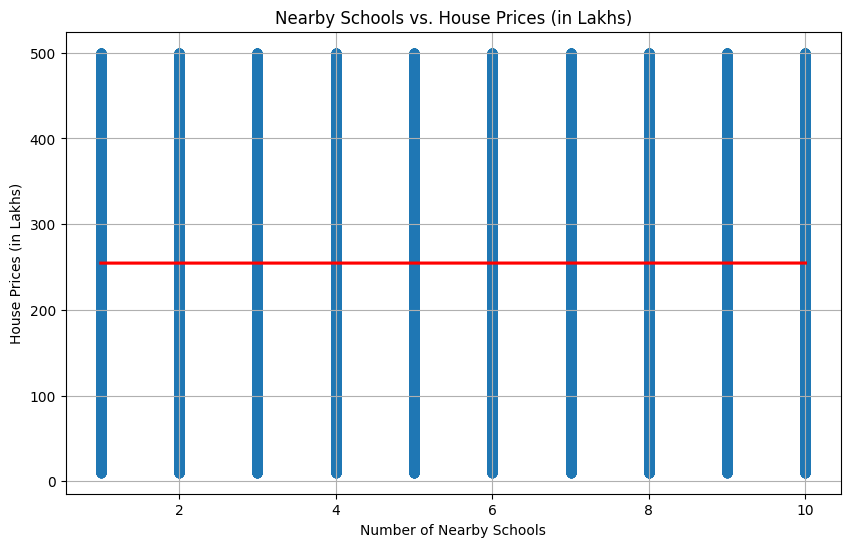 Nearby Schools vs. House Prices (in Lakhs)
500
400
300
200
100
0
House Prices (in Lakhs)
2 4 6 8 10
Number of Nearby Schools